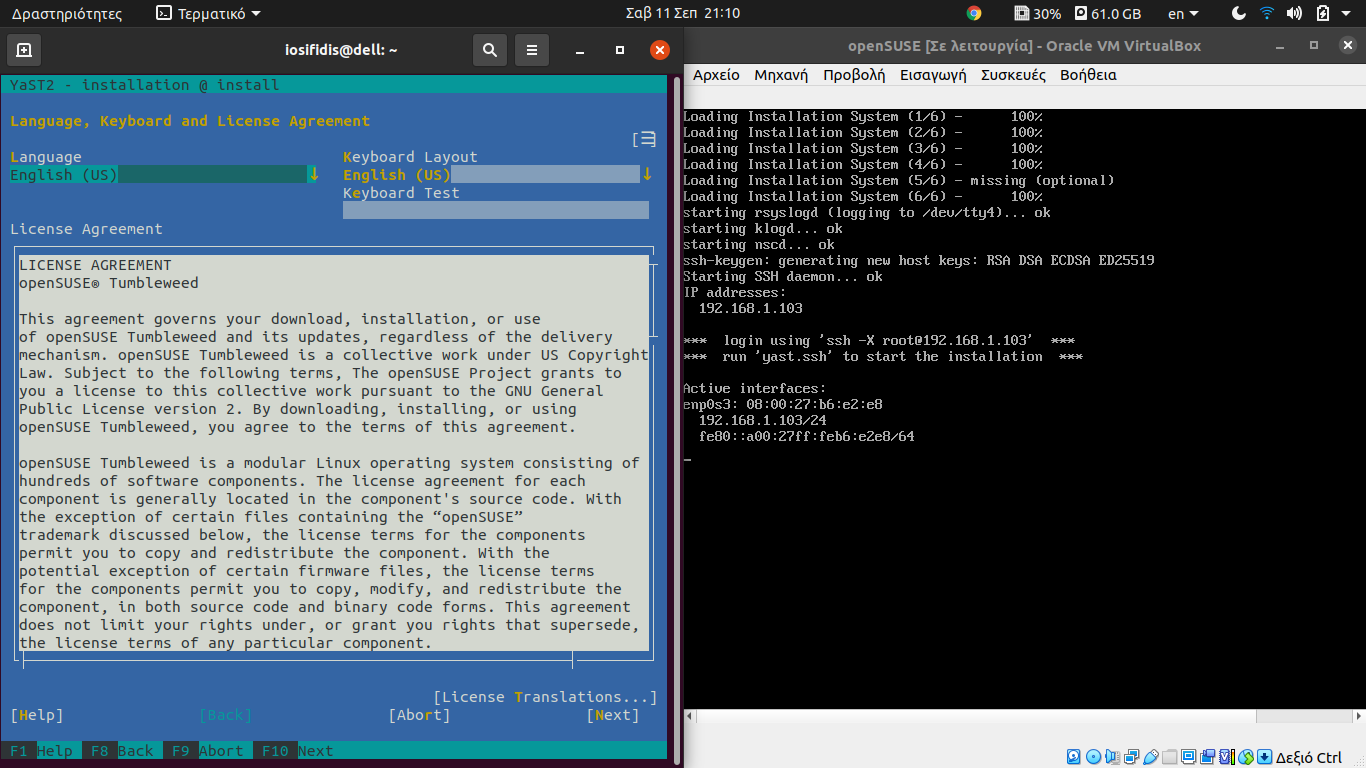 Δραστηριότητες
Τερματικό
Σαβ 11 Σεπ 21:10
30%
61.0 GB
en
iosifidis@dell: ~
YaST2 - installation @ install
Language, Keyboard and License Agreement
Language
Keyboard Layout
English (US)
English (US)
Keyboard Test
License Agreement
LICENSE AGREEMENT
openSUSE® Tumbleweed
This agreement governs your download, installation, or use
of openSUSE Tumbleweed and its updates, regardless of the delivery
mechanism. openSUSE Tumbleweed is a collective work under US Copyright
Law. Subject to the following terms, The openSUSE Project grants to
you a license to this collective work pursuant to the GNU General
Public License version 2. By downloading, installing, or using
openSUSE Tumbleweed, you agree to the terms of this agreement.
openSUSE Tumbleweed is a modular Linux operating system consisting of
hundreds of software components. The license agreement for each
component is generally located in the component's source code. With
the exception of certain files containing the “openSUSE”
trademark discussed below, the license terms for the components
permit you to copy and redistribute the component. With the
potential exception of certain firmware files, the license terms
for the components permit you to copy, modify, and redistribute the
component, in both source code and binary code forms. This agreement
does not limit your rights under, or grant you rights that supersede,
the license terms of any particular component.
[License Translations...]
[Help] [Back] [Abort] [Next]
F1 Help F8 Back F9 Abort F10 Next
openSUSE [Σε λειτουργία] - Oracle VM VirtualBox
Αρχείο Μηχανή Προβολή Εισαγωγή Συσκευές Βοήθεια
Loading Installation System (1/6) - 100%
Loading Installation System (2/6) - 100%
Loading Installation System (3/6) - 100%
Loading Installation System (4/6) - 100%
Loading Installation System (5/6) - missing (optional)
Loading Installation System (6/6) - 100%
starting rsyslogd (logging to /dev/tty4)... ok
starting klogd... ok
starting nscd... ok
ssh-keygen: generating new host keys: RSA DSA ECDSA ED25519
Starting SSH daemon... ok
IP addresses:
192.168.1.103
*** login using 'ssh -X root@192.168.1.103' ***
*** run 'yast.ssh' to start the installation ***
Active interfaces:
enp0s3: 08:00:27:b6:e2:e8
192.168.1.103/24
fe80::a00:27ff:feb6:e2e8/64
Δεξιό Ctrl